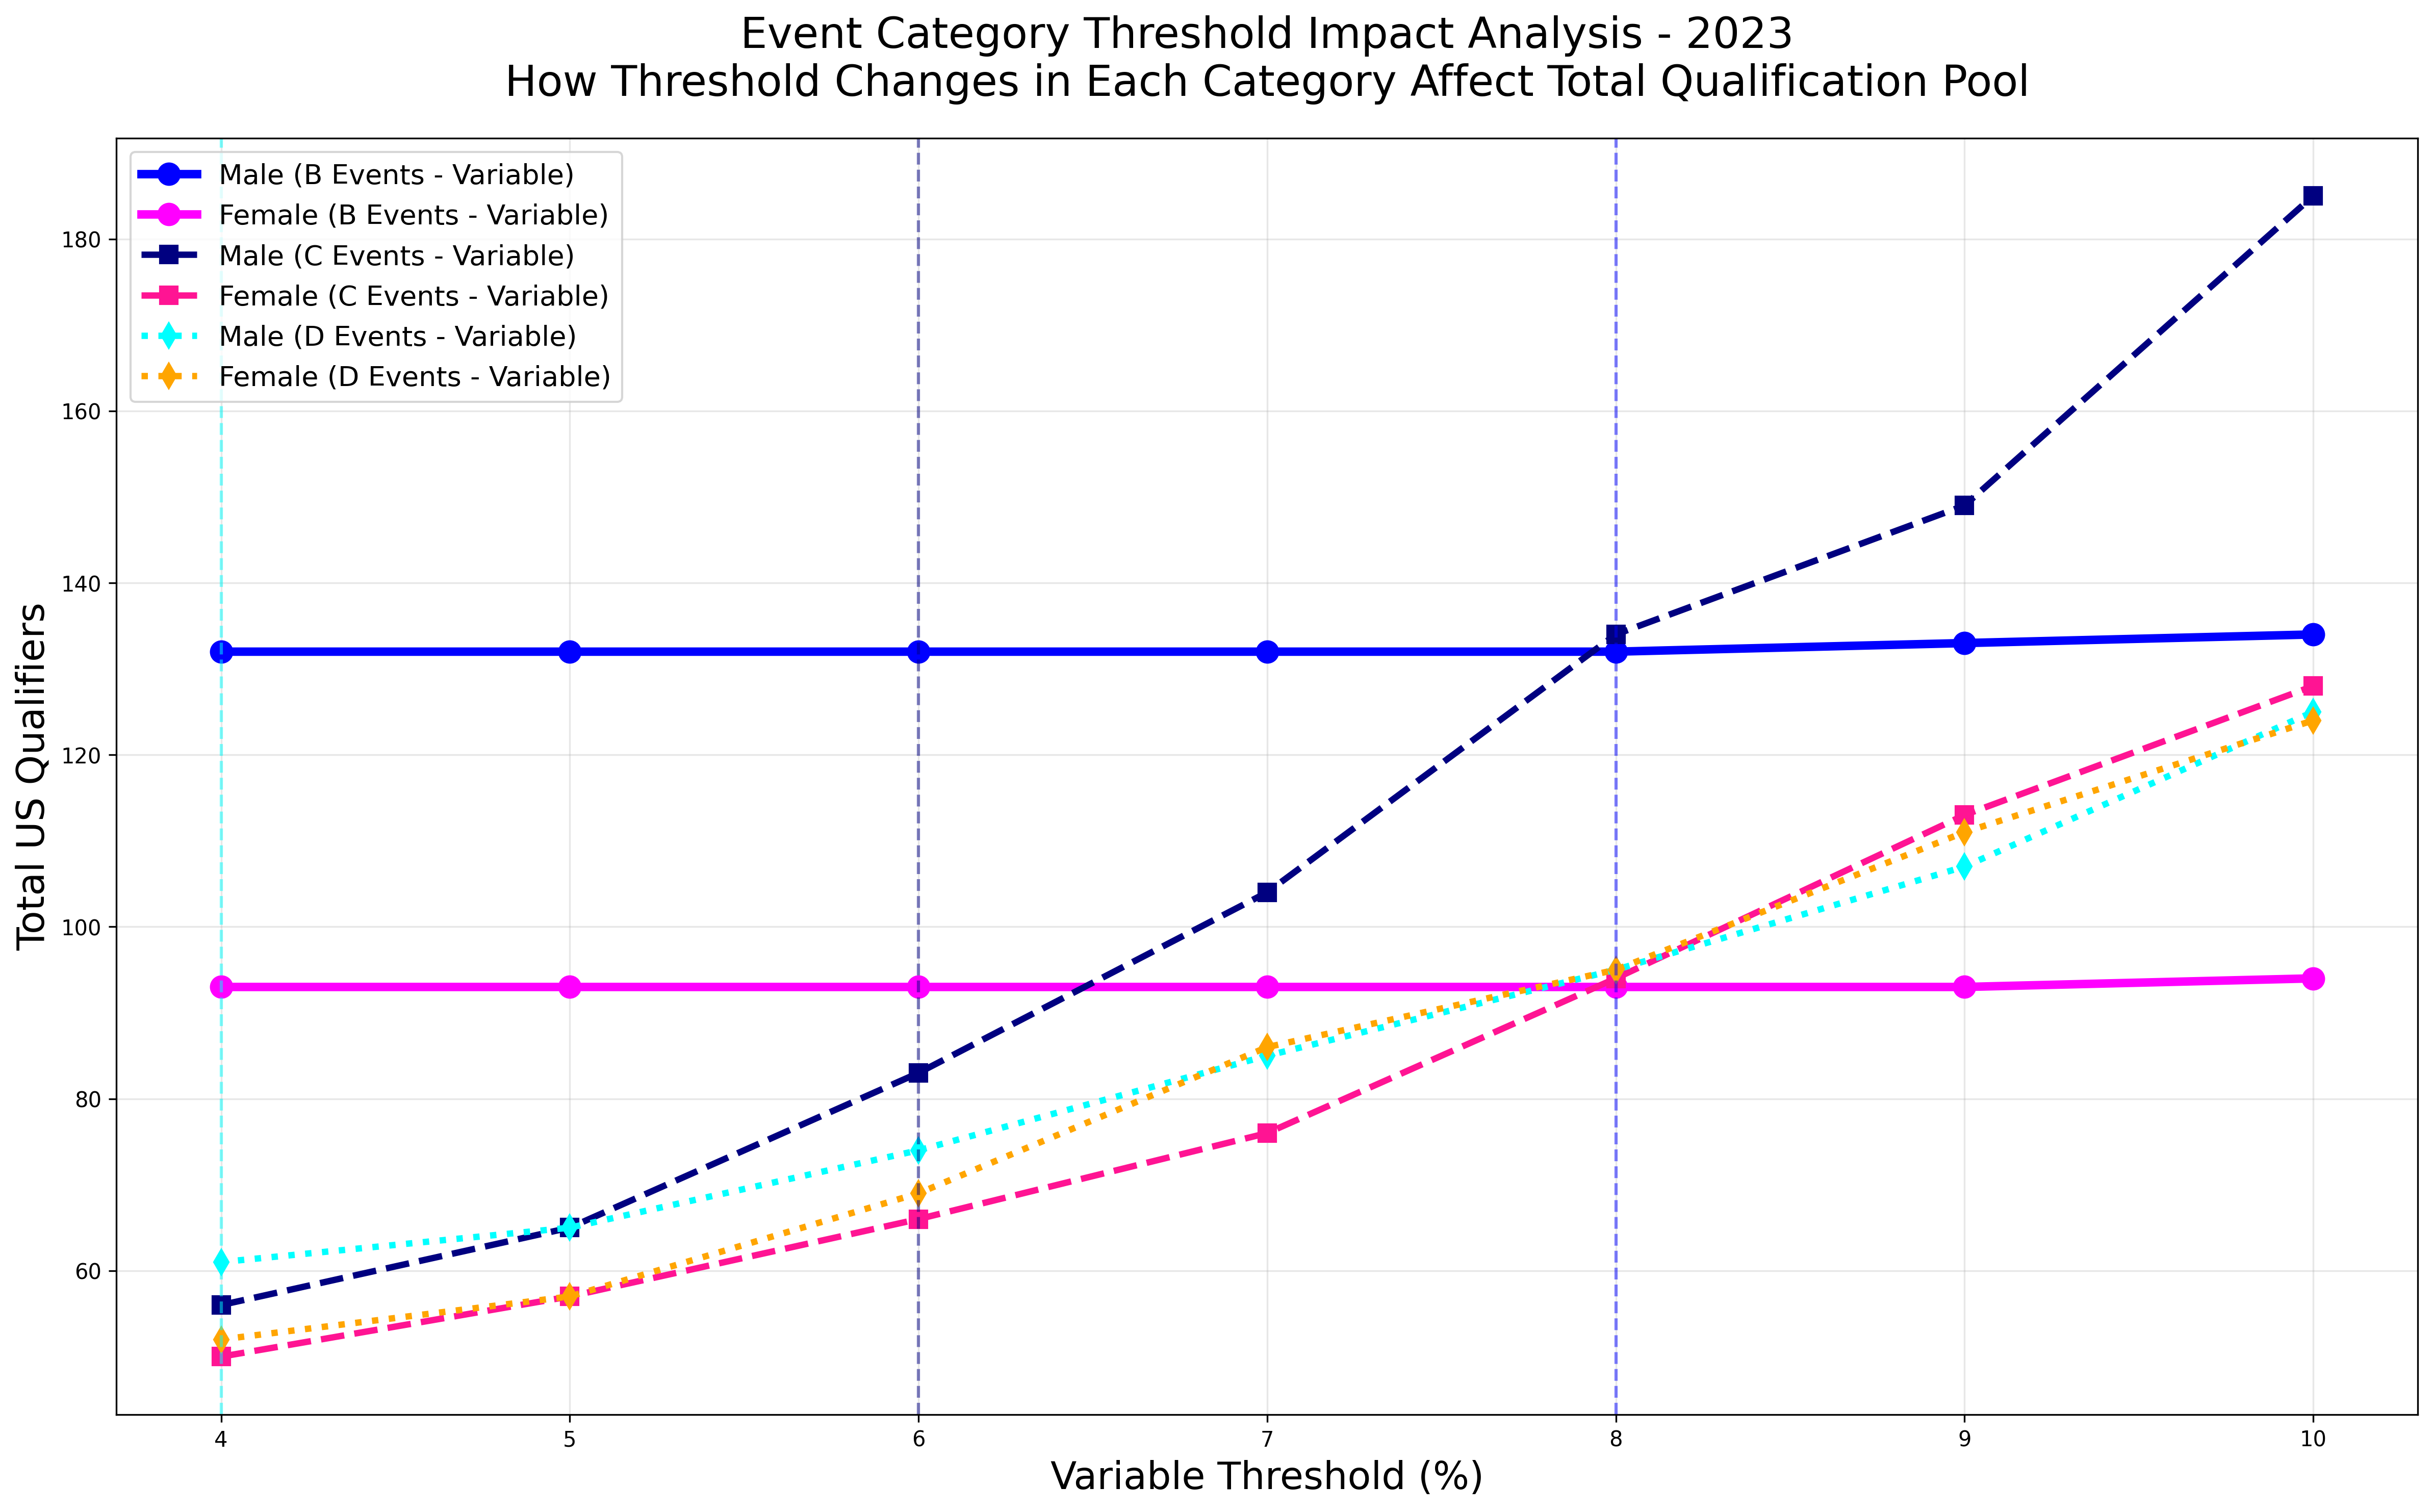 Event Category Threshold Impact Analysis - 2023
How Threshold Changes in Each Category Affect Total Qualification Pool
Male (B Events - Variable)
Female (B Events - Variable)
Male (C Events - Variable)
Female (C Events - Variable)
Male (D Events - Variable)
Female (D Events - Variable)
Total US Qualifiers
180
160
140
120
100
80
60
4 5 6 7 8 9 10
Variable Threshold (%)